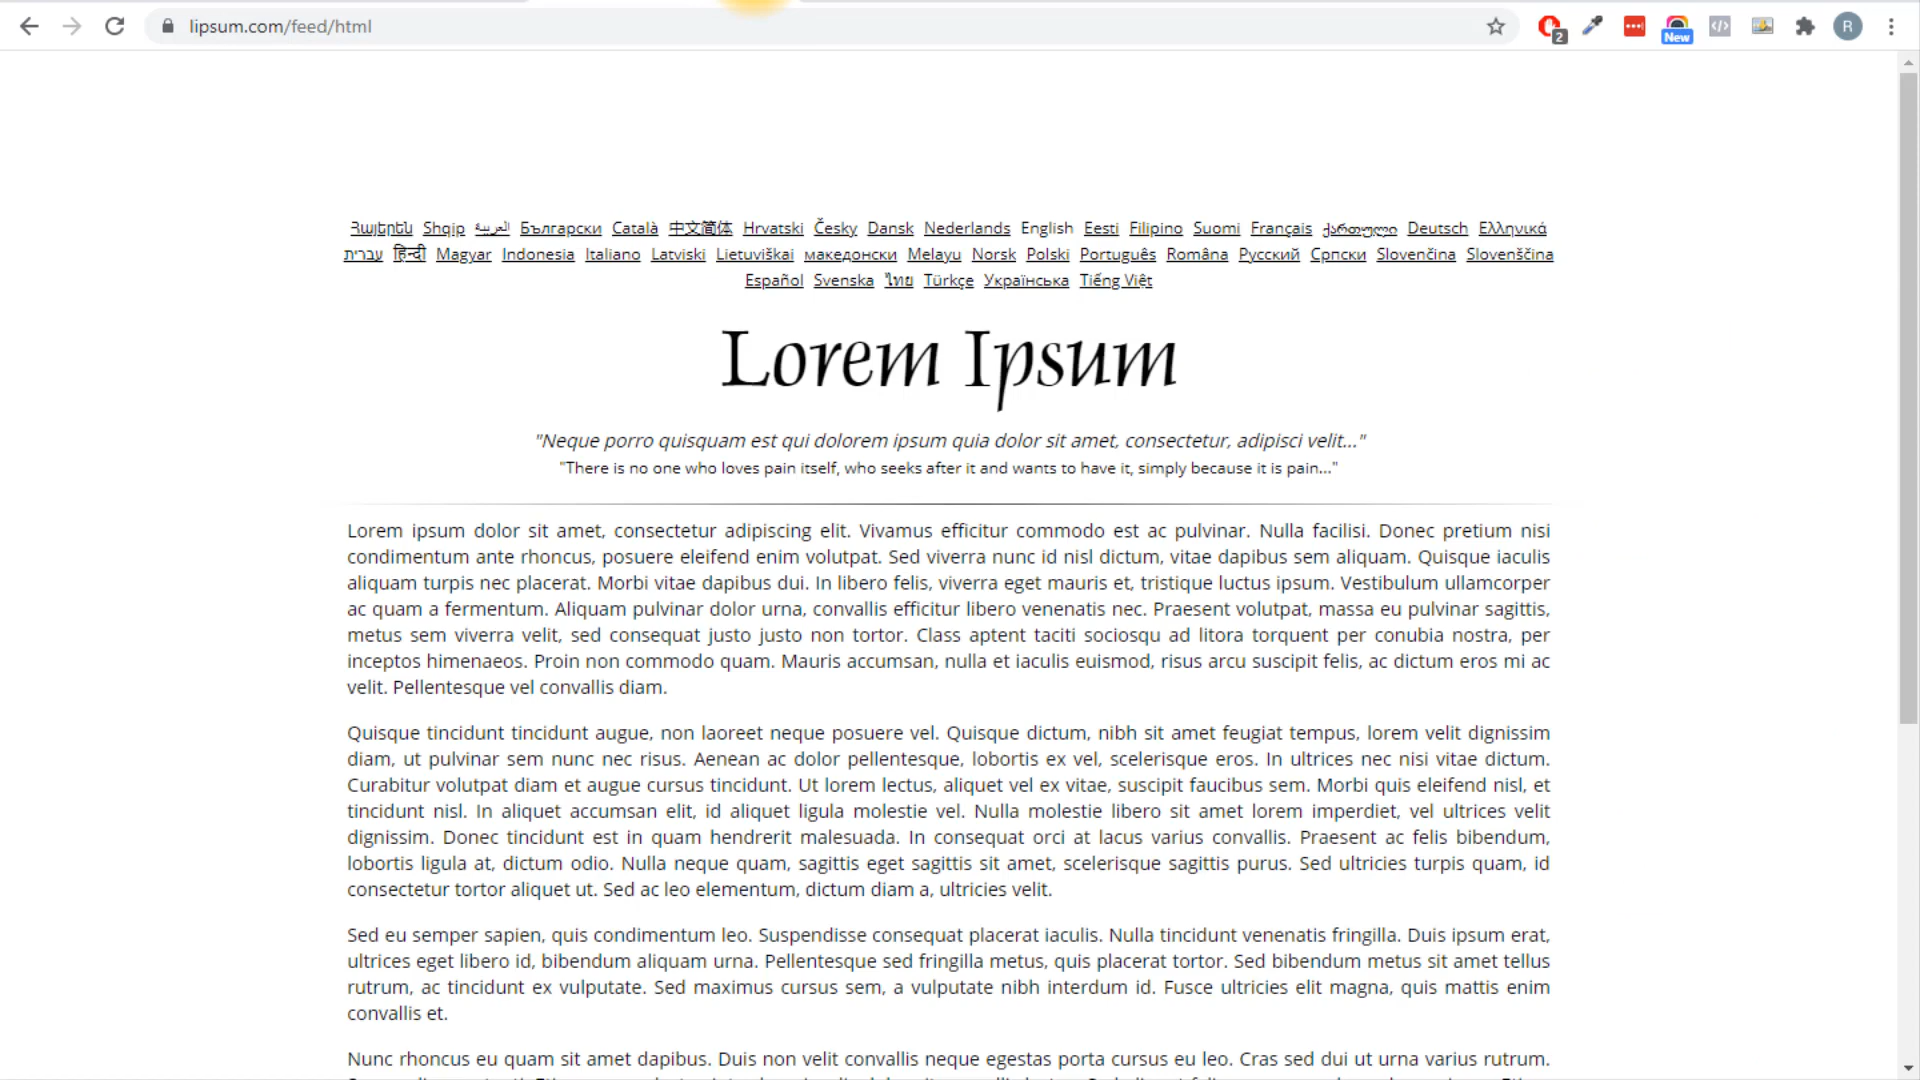 lipsum.com/feed/html
2
New
R
Հայերեն Shqip العربية Български Català 中文简体 Hrvatski Česky Dansk Nederlands English Eesti Filipino Suomi Français ქართული Deutsch Ελληνικά
עברית हिन्दी Magyar Indonesia Italiano Latviski Lietuviškai македонски Melayu Norsk Polski Português Româna Pyccкий Српски Slovenčina Slovenščina
Español Svenska ไทย Türkçe Українська Tiếng Việt
Lorem Ipsum
"Neque porro quisquam est qui dolorem ipsum quia dolor sit amet, consectetur, adipisci velit..."
"There is no one who loves pain itself, who seeks after it and wants to have it, simply because it is pain..."
Lorem ipsum dolor sit amet, consectetur adipiscing elit. Vivamus efficitur commodo est ac pulvinar. Nulla facilisi. Donec pretium nisi
condimentum ante rhoncus, posuere eleifend enim volutpat. Sed viverra nunc id nisl dictum, vitae dapibus sem aliquam. Quisque iaculis
aliquam turpis nec placerat. Morbi vitae dapibus dui. In libero felis, viverra eget mauris et, tristique luctus ipsum. Vestibulum ullamcorper
ac quam a fermentum. Aliquam pulvinar dolor urna, convallis efficitur libero venenatis nec. Praesent volutpat, massa eu pulvinar sagittis,
metus sem viverra velit, sed consequat justo justo non tortor. Class aptent taciti sociosqu ad litora torquent per conubia nostra, per
inceptos himenaeos. Proin non commodo quam. Mauris accumsan, nulla et iaculis euismod, risus arcu suscipit felis, ac dictum eros mi ac
velit. Pellentesque vel convallis diam.
Quisque tincidunt tincidunt augue, non laoreet neque posuere vel. Quisque dictum, nibh sit amet feugiat tempus, lorem velit dignissim
diam, ut pulvinar sem nunc nec risus. Aenean ac dolor pellentesque, lobortis ex vel, scelerisque eros. In ultrices nec nisi vitae dictum.
Curabitur volutpat diam et augue cursus tincidunt. Ut lorem lectus, aliquet vel ex vitae, suscipit faucibus sem. Morbi quis eleifend nisl, et
tincidunt nisl. In aliquet accumsan elit, id aliquet ligula molestie vel. Nulla molestie libero sit amet lorem imperdiet, vel ultrices velit
dignissim. Donec tincidunt est in quam hendrerit malesuada. In consequat orci at lacus varius convallis. Praesent ac felis bibendum,
lobortis ligula at, dictum odio. Nulla neque quam, sagittis eget sagittis sit amet, scelerisque sagittis purus. Sed ultricies turpis quam, id
consectetur tortor aliquet ut. Sed ac leo elementum, dictum diam a, ultricies velit.
Sed eu semper sapien, quis condimentum leo. Suspendisse consequat placerat iaculis. Nulla tincidunt venenatis fringilla. Duis ipsum erat,
ultrices eget libero id, bibendum aliquam urna. Pellentesque sed fringilla metus, quis placerat tortor. Sed bibendum metus sit amet tellus
rutrum, ac tincidunt ex vulputate. Sed maximus cursus sem, a vulputate nibh interdum id. Fusce ultricies elit magna, quis mattis enim
convallis et.
Nunc rhoncus eu quam sit amet dapibus. Duis non velit convallis neque egestas porta cursus eu leo. Cras sed dui ut urna varius rutrum.